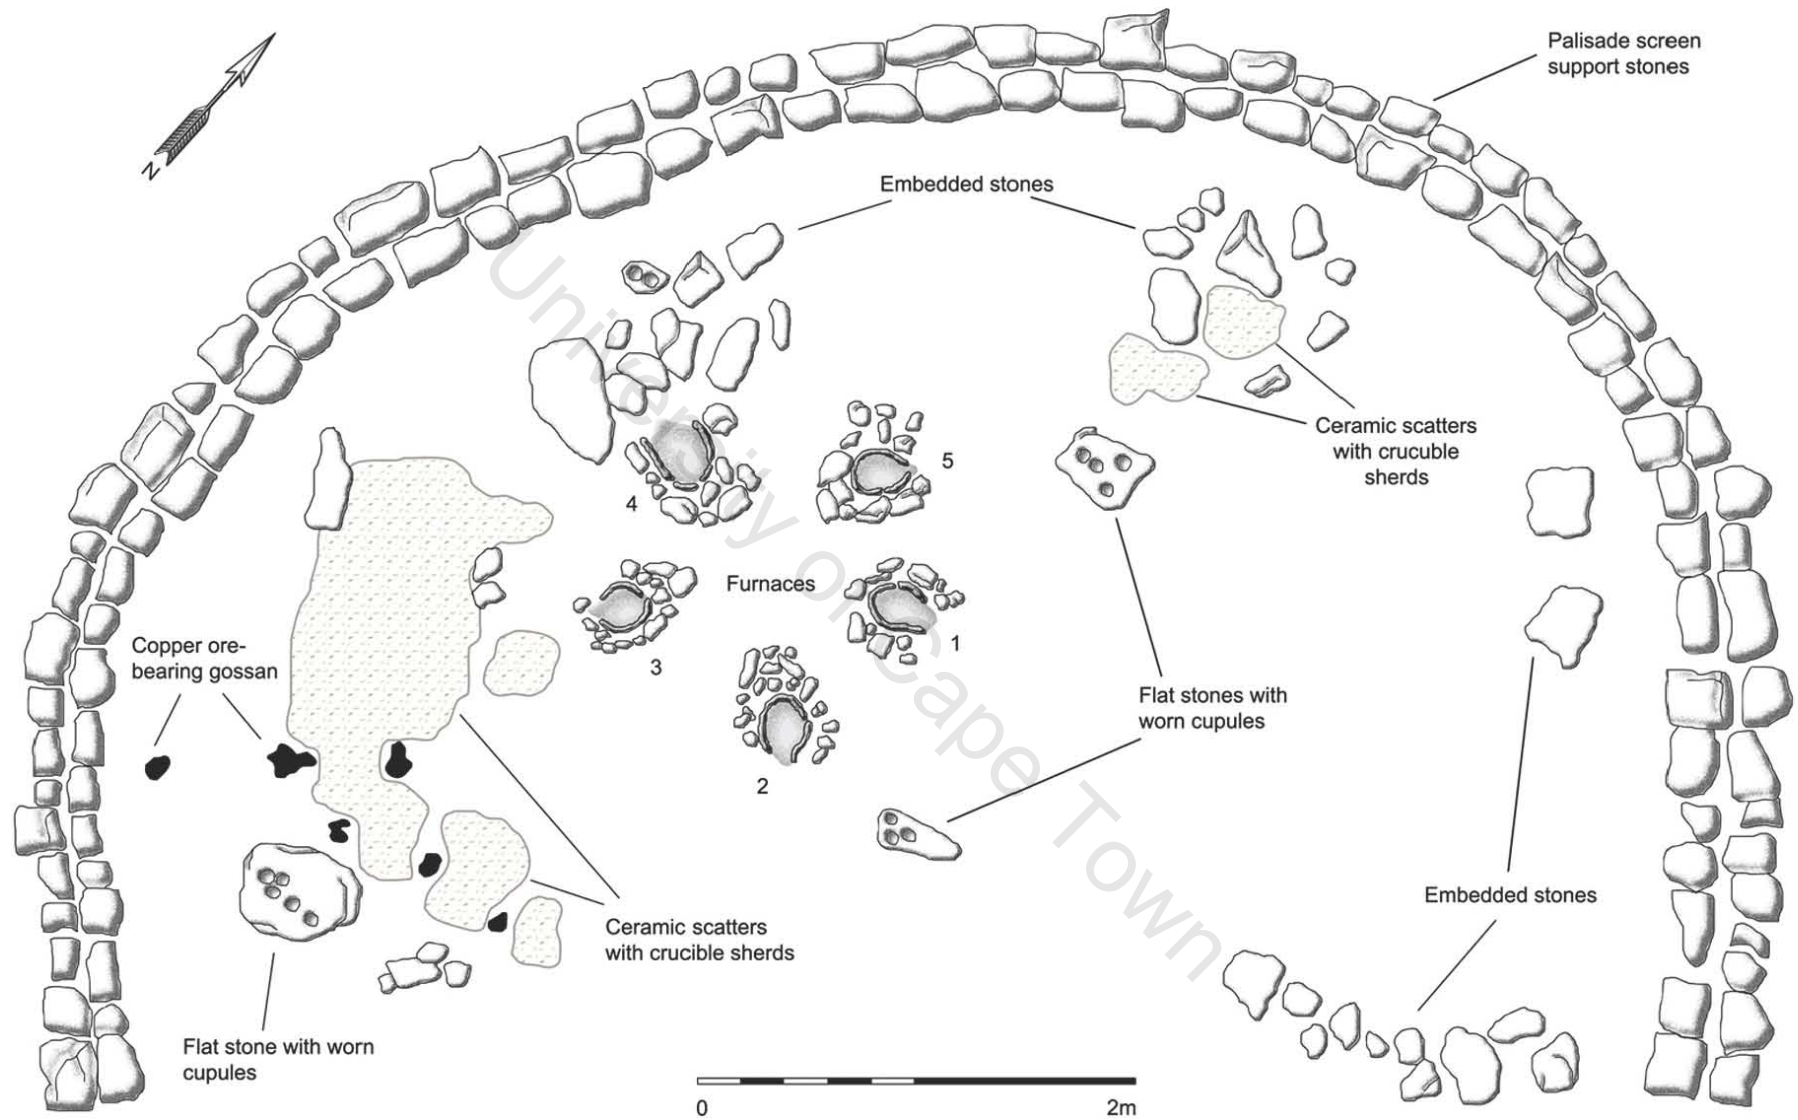 Palisade screen
support stones
N
Embedded stones
Ceramic scatters
with crucuble
sherds
5
4
Furnaces
3
1
Copper ore-
bearing gossan
Flat stones with
worn cupules
2
Embedded stones
Ceramic scatters
with crucible sherds
Flat stone with worn
cupules
0
2m
University of Cape Town